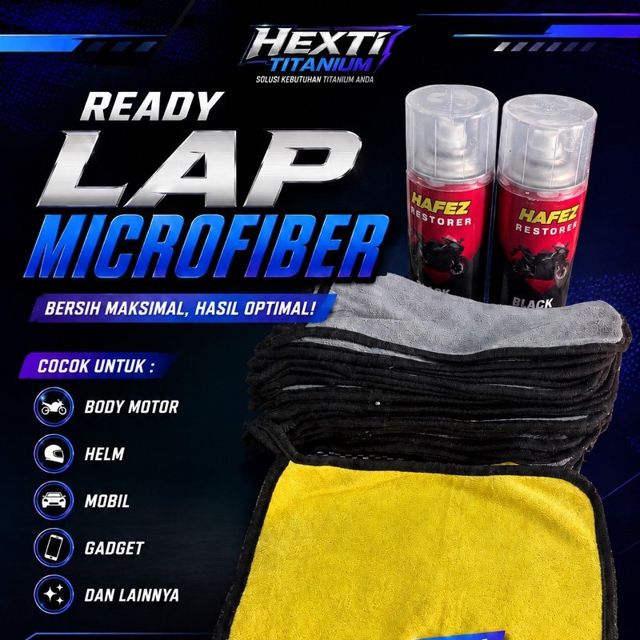 HEXTI
TITANIUM
SOLUSI KEBUTUHAN TITANIUM ANDA
READY
LAP
MICROFIBER
BERSIH MAKSIMAL, HASIL OPTIMAL!
COCOK UNTUK :
BODY MOTOR
HELM
MOBIL
GADGET
DAN LAINNYA
HAFEZ
RESTORER
HAFEZ
RESTORER
BLACK